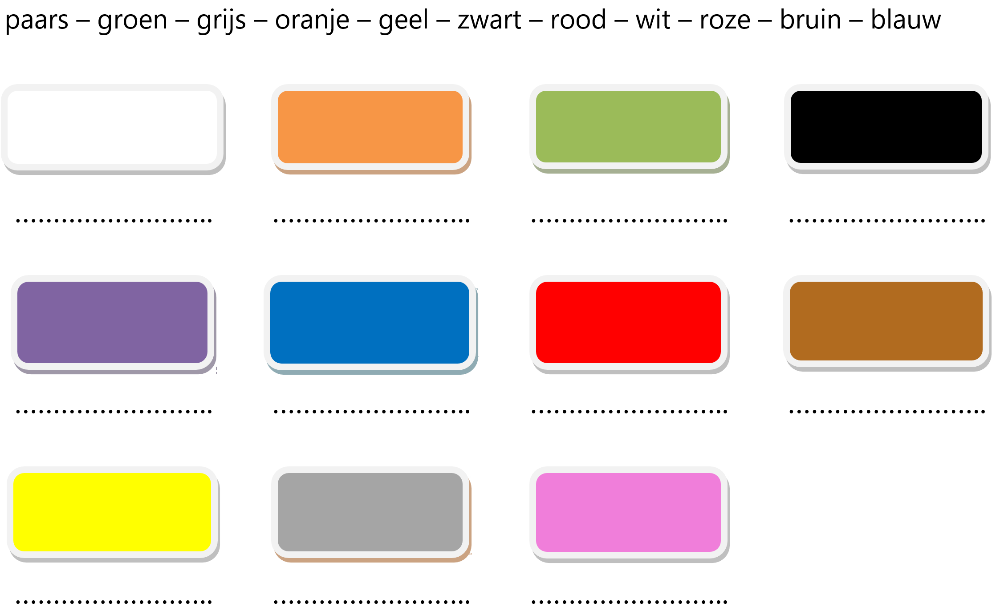 paars – groen – grijs – oranje – geel – zwart – rood – wit – roze – bruin – blauw